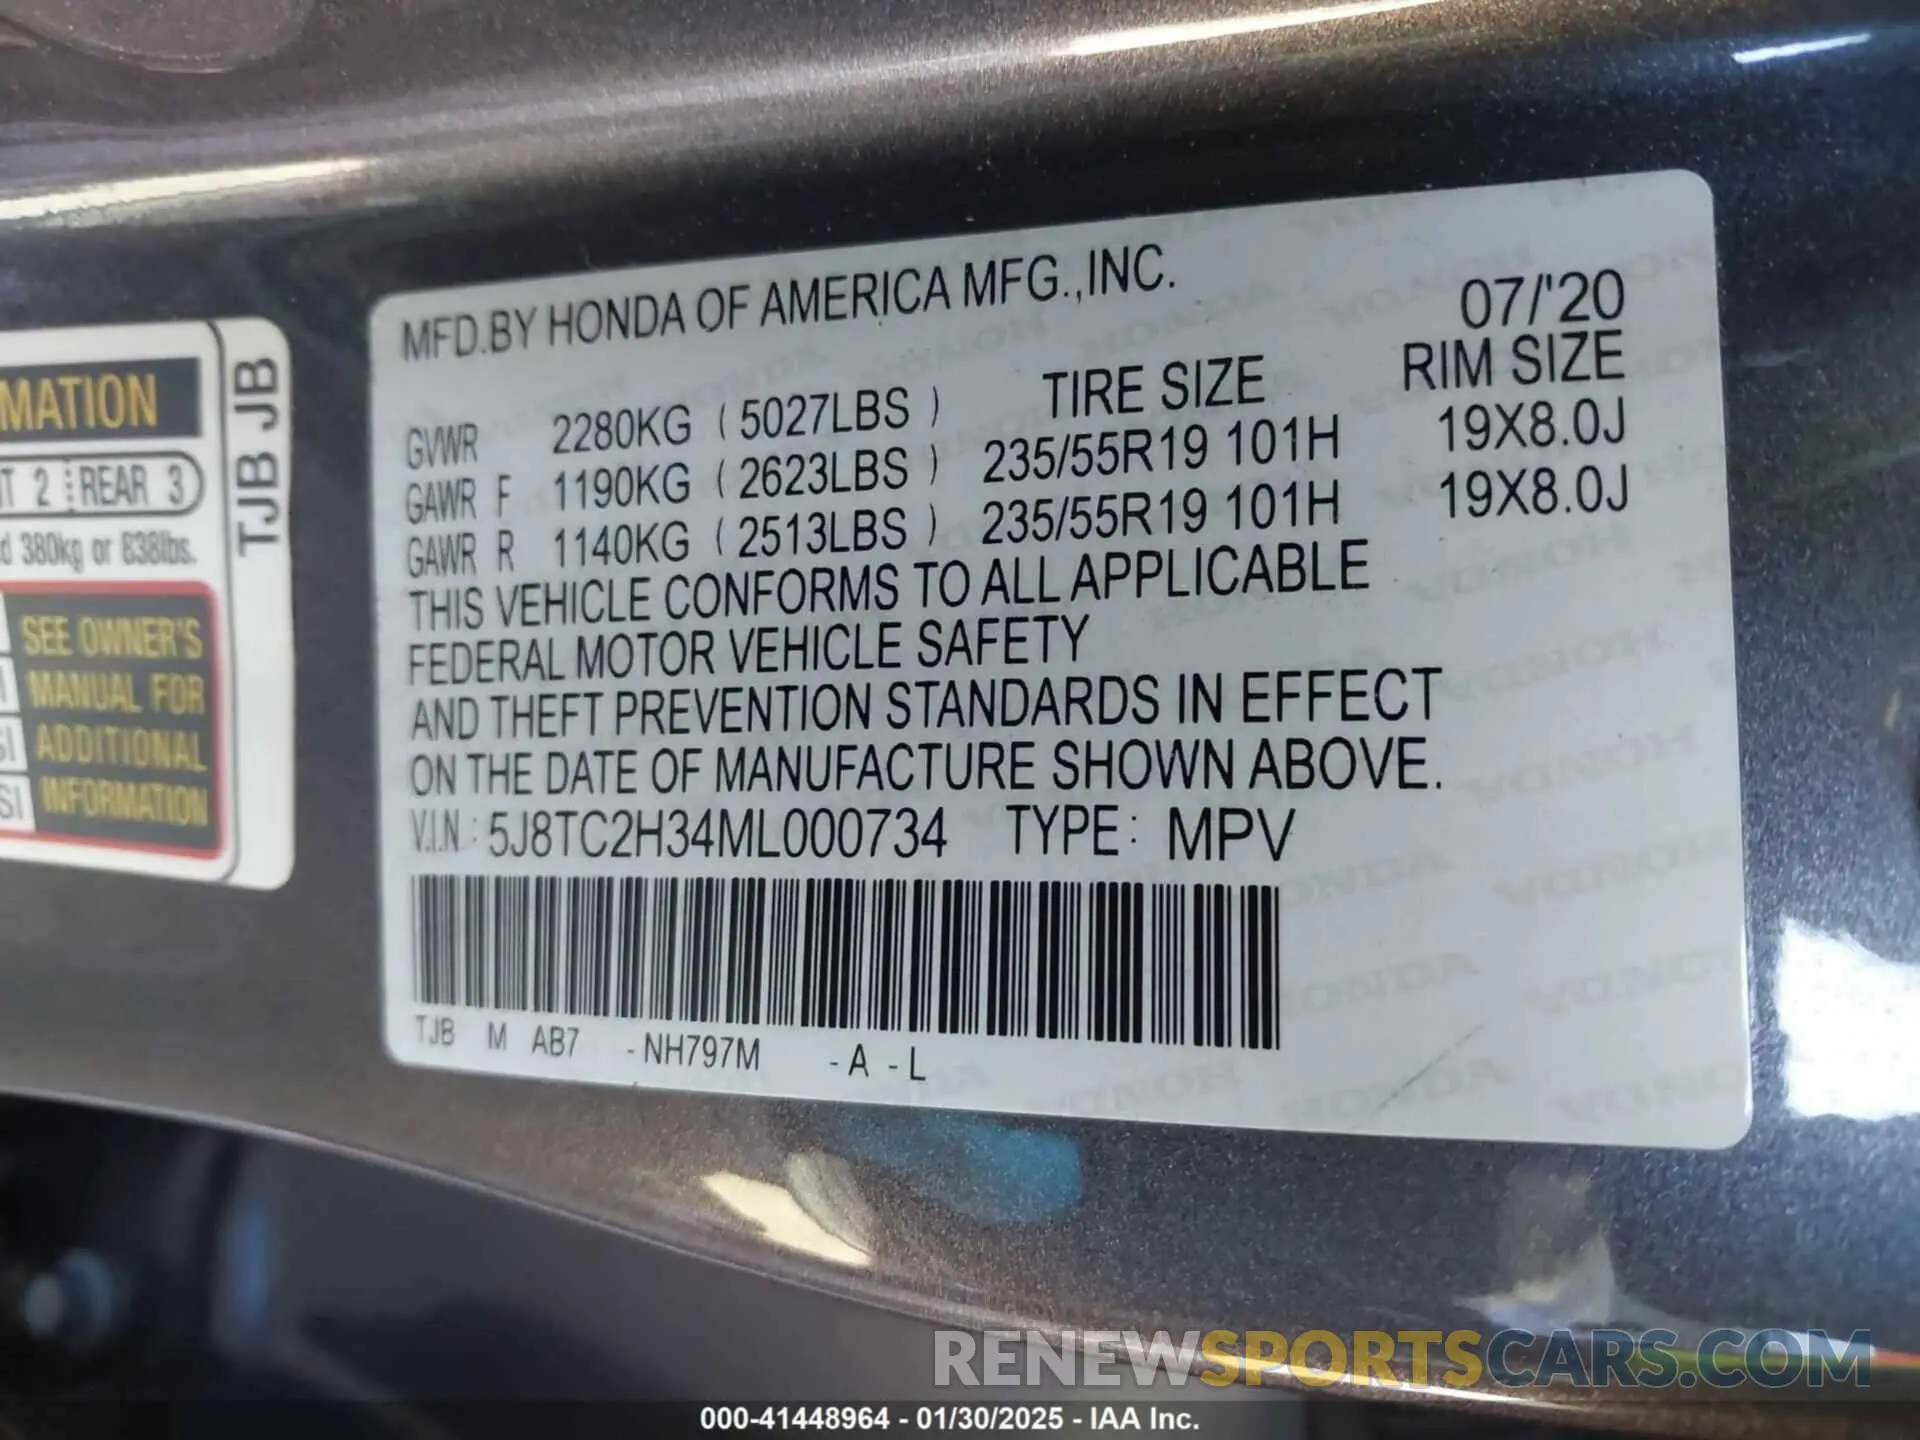 MATION
T 2 REAR 3
d 380kg or 838lbs.
SEE OWNER'S
MANUAL FOR
ADDITIONAL
INFORMATION
TJB JB
MFD.BY HONDA OF AMERICA MFG.,INC. 07/'20
TIRE SIZE RIM SIZE
GVWR 2280KG (5027LBS)
GAWR F 1190KG (2623LBS) 235/55R19 101H 19X8.0J
GAWR R 1140KG (2513LBS) 235/55R19 101H 19X8.0J
THIS VEHICLE CONFORMS TO ALL APPLICABLE
FEDERAL MOTOR VEHICLE SAFETY
AND THEFT PREVENTION STANDARDS IN EFFECT
ON THE DATE OF MANUFACTURE SHOWN ABOVE.
V.I.N.: 5J8TC2H34ML000734 TYPE: MPV
TJB M AB7 -NH797M -A -L
RENEWSPORTSCARS.COM
000-41448964 - 01/30/2025 - IAA Inc.